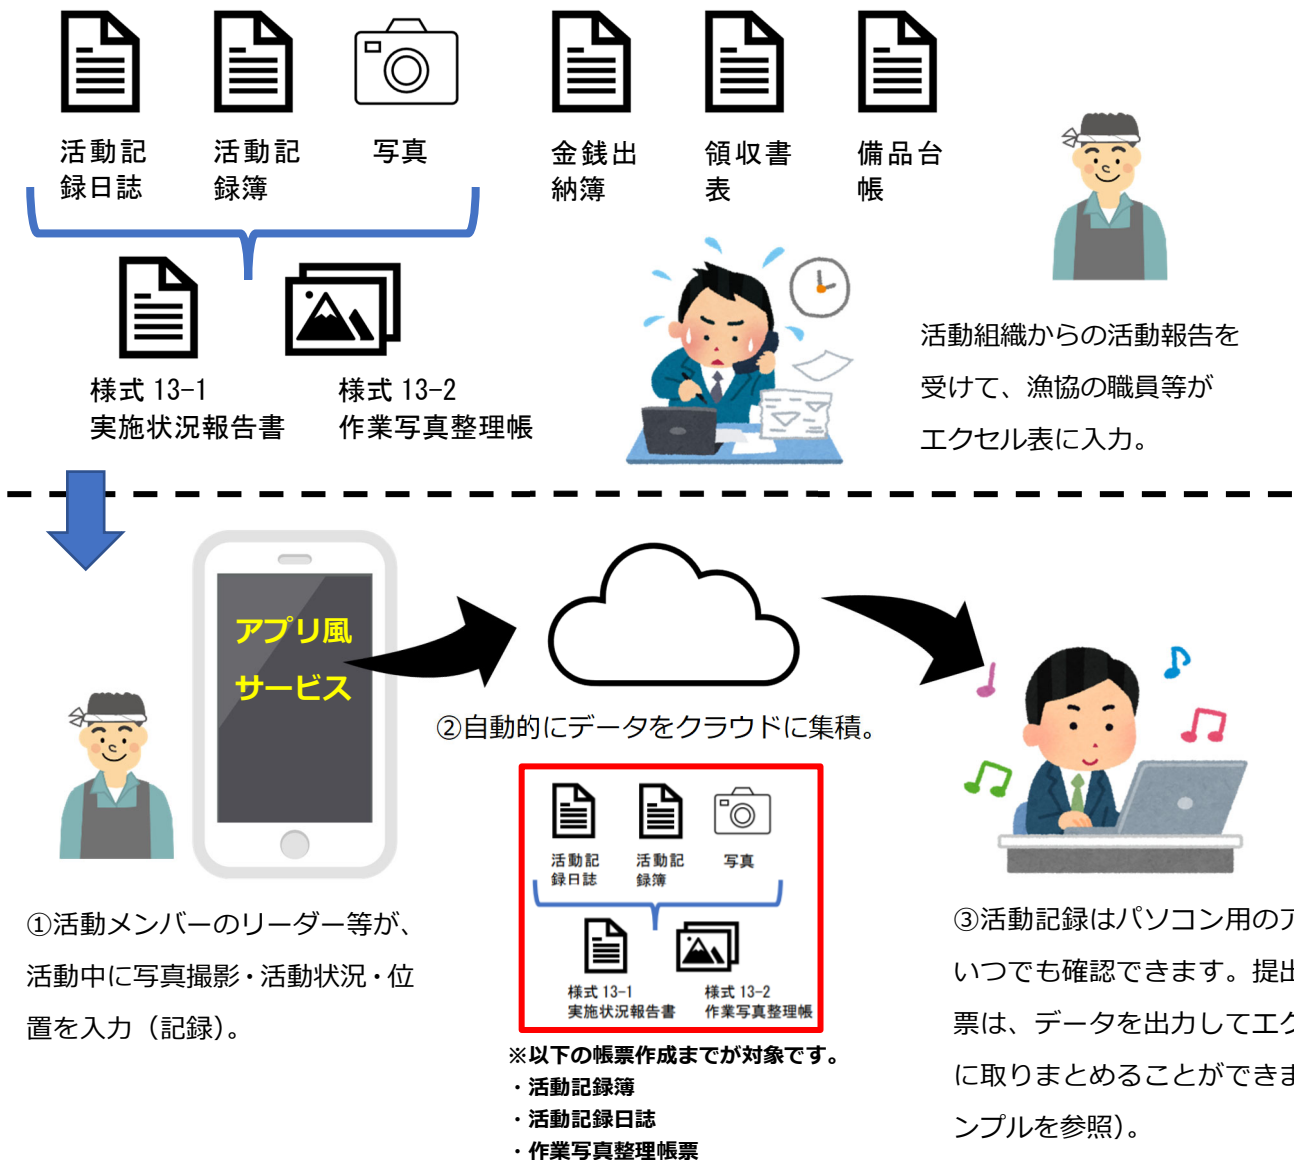 活動記
録日誌
活動記
録簿
写真
金銭出
納簿
領収書
表
備品台
帳
様式 13-1
実施状況報告書
様式 13-2
作業写真整理帳
活動組織からの活動報告を
受けて、漁協の職員等が
エクセル表に入力。
アプリ風
サービス
②自動的にデータをクラウドに集積。
活動記
録日誌
活動記
録簿
写真
様式 13-1
実施状況報告書
様式 13-2
作業写真整理帳
①活動メンバーのリーダー等が、
活動中に写真撮影・活動状況・位
置を入力（記録）。
※以下の帳票作成までが対象です。
・活動記録簿
・活動記録日誌
・作業写真整理帳票
③活動記録はパソコン用のア
いつでも確認できます。提出
票は、データを出力してエク
に取りまとめることができま
ンプルを参照）。